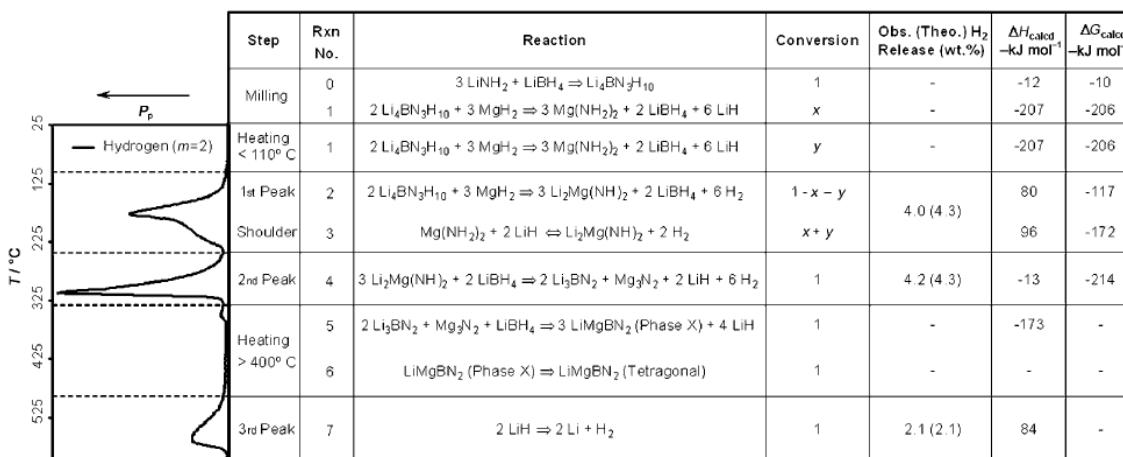 Step Rxn No. Reaction Conversion Obs. (Theo.) H₂ Release (wt.%) ΔHcalcd –kJ mol⁻¹ ΔGcalcd –kJ mol⁻
Milling
0 3 LiNH₂ + LiBH₄ ⇒ Li₄BN₃H₁₀ 1 - -12 -10
1 2 Li₄BN₃H₁₀ + 3 MgH₂ ⇒ 3 Mg(NH₂)₂ + 2 LiBH₄ + 6 LiH x - -207 -206
Heating < 110º C 1 2 Li₄BN₃H₁₀ + 3 MgH₂ ⇒ 3 Mg(NH₂)₂ + 2 LiBH₄ + 6 LiH y - -207 -206
1st Peak 2 2 Li₄BN₃H₁₀ + 3 MgH₂ ⇒ 3 Li₂Mg(NH)₂ + 2 LiBH₄ + 6 H₂ 1 - x – y 80 -117
4.0 (4.3)
Shoulder 3 Mg(NH₂)₂ + 2 LiH ⇔ Li₂Mg(NH)₂ + 2 H₂ x + y 96 -172
2nd Peak 4 3 Li₂Mg(NH)₂ + 2 LiBH₄ ⇒ 2 Li₃BN₂ + Mg₃N₂ + 2 LiH + 6 H₂ 1 4.2 (4.3) -13 -214
Heating > 400º C
5 2 Li₃BN₂ + Mg₃N₂ + LiBH₄ ⇒ 3 LiMgBN₂ (Phase X) + 4 LiH 1 - -173 -
6 LiMgBN₂ (Phase X) ⇒ LiMgBN₂ (Tetragonal) 1 - - -
3rd Peak 7 2 LiH ⇒ 2 Li + H₂ 1 2.1 (2.1) 84 -
Pp
Hydrogen (m=2)
T / °C
25
125
225
325
425
525